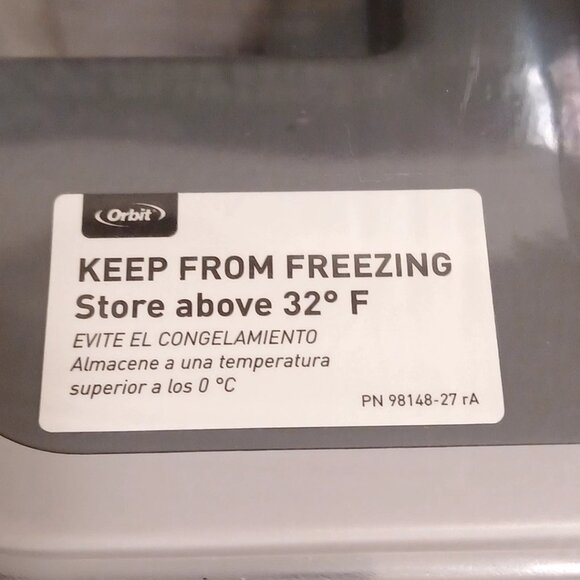 Orbit
KEEP FROM FREEZING
Store above 32° F
EVITE EL CONGELAMIENTO
Almacene a una temperatura
superior a los 0 °C
PN 98148-27 rA